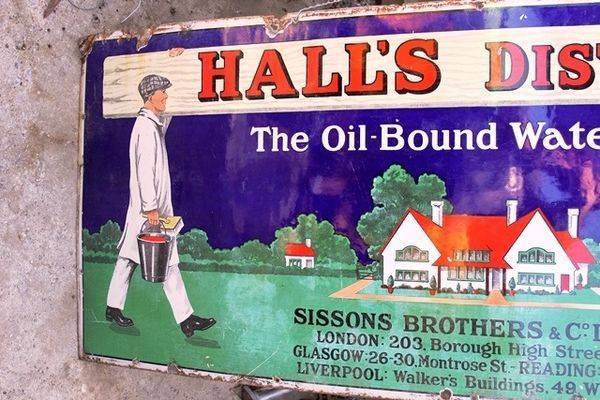 HALL'S DIS
The Oil-Bound Wate
SISSONS BROTHERS & Cº L
LONDON: 203, Borough High Stree
GLASGOW: 26-30, Montrose St. - READING:
LIVERPOOL: Walker's Buildings, 49, W